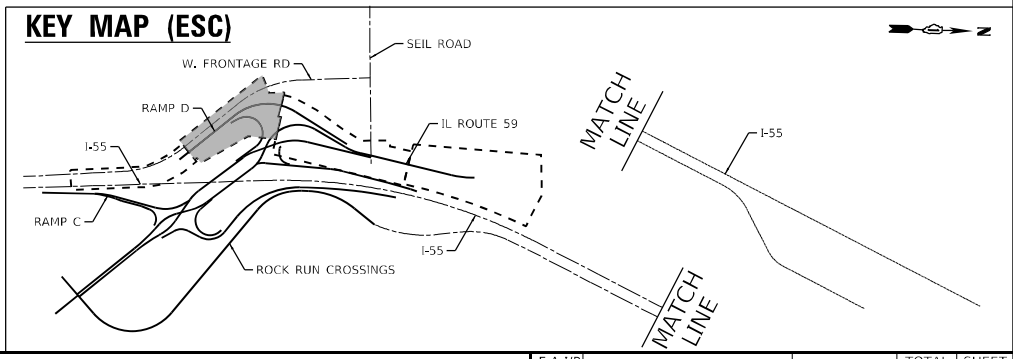 KEY MAP (ESC)
N
SEIL ROAD
W. FRONTAGE RD
RAMP D
IL ROUTE 59
I-55
MATCH
LINE
I-55
RAMP C
I-55
ROCK RUN CROSSINGS
MATCH
LINE
TOTAL
SHEET